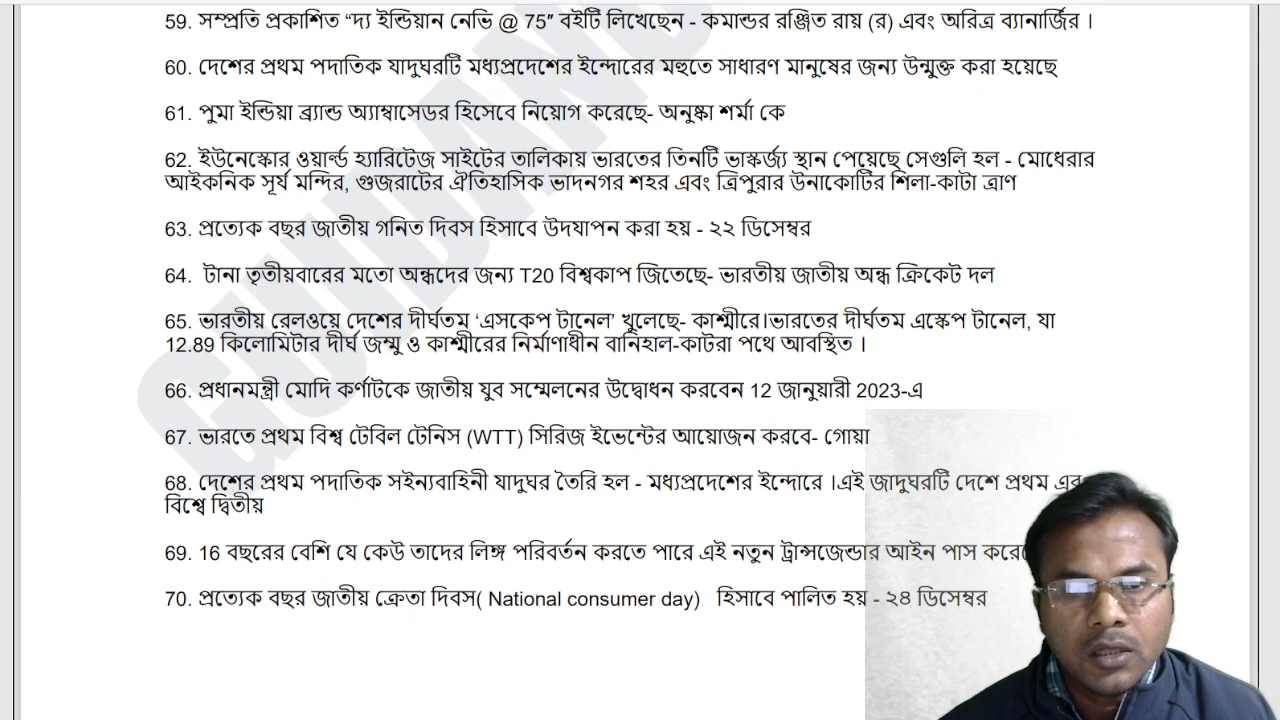 59. সম্প্রতি প্রকাশিত “দ্য ইন্ডিয়ান নেভি @ 75″ বইটি লিখেছেন - কমান্ডর রঞ্জিত রায় (র) এবং অরিত্র ব্যানার্জির ।
60. দেশের প্রথম পদাতিক যাদুঘরটি মধ্যপ্রদেশের ইন্দোরের মহুতে সাধারণ মানুষের জন্য উন্মুক্ত করা হয়েছে
61. পুমা ইন্ডিয়া ব্র্যান্ড অ্যাম্বাসেডর হিসেবে নিয়োগ করেছে- অনুষ্কা শর্মা কে
62. ইউনেস্কোর ওয়ার্ল্ড হ্যারিটেজ সাইটের তালিকায় ভারতের তিনটি ভাস্কর্জ্য স্থান পেয়েছে সেগুলি হল - মোধেরার
আইকনিক সূর্য মন্দির, গুজরাটের ঐতিহাসিক ভাদনগর শহর এবং ত্রিপুরার উনাকোটির শিলা-কাটা ত্রাণ
63. প্রত্যেক বছর জাতীয় গনিত দিবস হিসাবে উদযাপন করা হয় - ২২ ডিসেম্বর
64. টানা তৃতীয়বারের মতো অন্ধদের জন্য T20 বিশ্বকাপ জিতেছে- ভারতীয় জাতীয় অন্ধ ক্রিকেট দল
65. ভারতীয় রেলওয়ে দেশের দীর্ঘতম ‘এসকেপ টানেল’ খুলেছে- কাশ্মীরে।ভারতের দীর্ঘতম এস্কেপ টানেল, যা
12.89 কিলোমিটার দীর্ঘ জম্মু ও কাশ্মীরের নির্মাণাধীন বানিহাল-কাটরা পথে আবস্থিত ।
66. প্রধানমন্ত্রী মোদি কর্ণাটকে জাতীয় যুব সম্মেলনের উদ্বোধন করবেন 12 জানুয়ারী 2023-এ
67. ভারতে প্রথম বিশ্ব টেবিল টেনিস (WTT) সিরিজ ইভেন্টের আয়োজন করবে- গোয়া
68. দেশের প্রথম পদাতিক সইন্যবাহিনী যাদুঘর তৈরি হল - মধ্যপ্রদেশের ইন্দোরে ।এই জাদুঘরটি দেশে প্রথম
বিশ্বে দ্বিতীয়
69. 16 বছরের বেশি যে কেউ তাদের লিঙ্গ পরিবর্তন করতে পারে এই নতুন ট্রান্সজেন্ডার আইন পাস
70. প্রত্যেক বছর জাতীয় ক্রেতা দিবস( National consumer day) হিসাবে পালিত হয় - ২৪ ডিসেম্বর